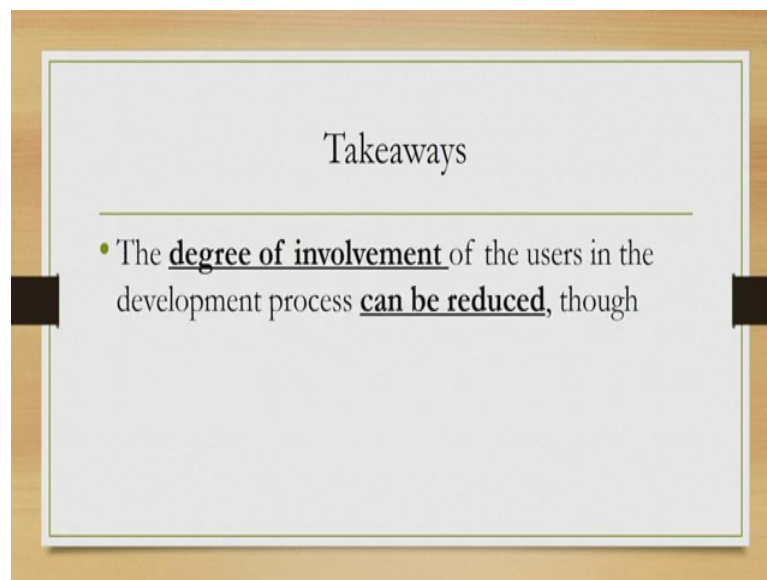 Takeaways
• The degree of involvement of the users in the
development process can be reduced, though